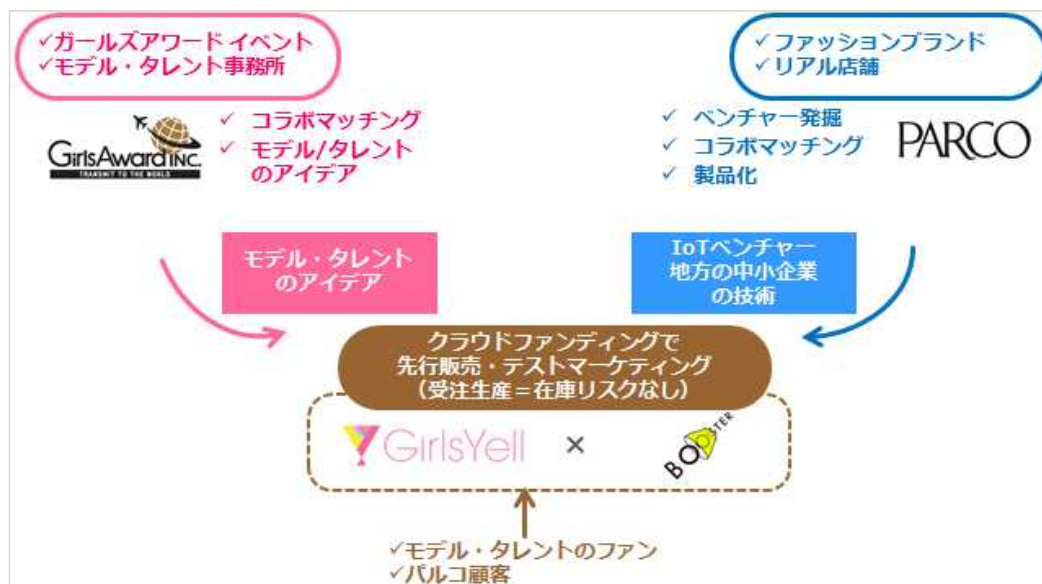 ✓ガールズアワード イベント
✓モデル・タレント事務所
✓ファッションブランド
✓リアル店舗
GirlsAward INC.
TRANSMIT TO THE WORLD
✓ コラボマッチング
✓ モデル/タレント
のアイデア
✓ ベンチャー発掘
✓ コラボマッチング
✓ 製品化
PARCO
モデル・タレント
のアイデア
IoTベンチャー
地方の中小企業
の技術
クラウドファンディングで
先行販売・テストマーケティング
（受注生産＝在庫リスクなし）
GirlsYell
×
BOOSTER
✓モデル・タレントのファン
✓パルコ顧客